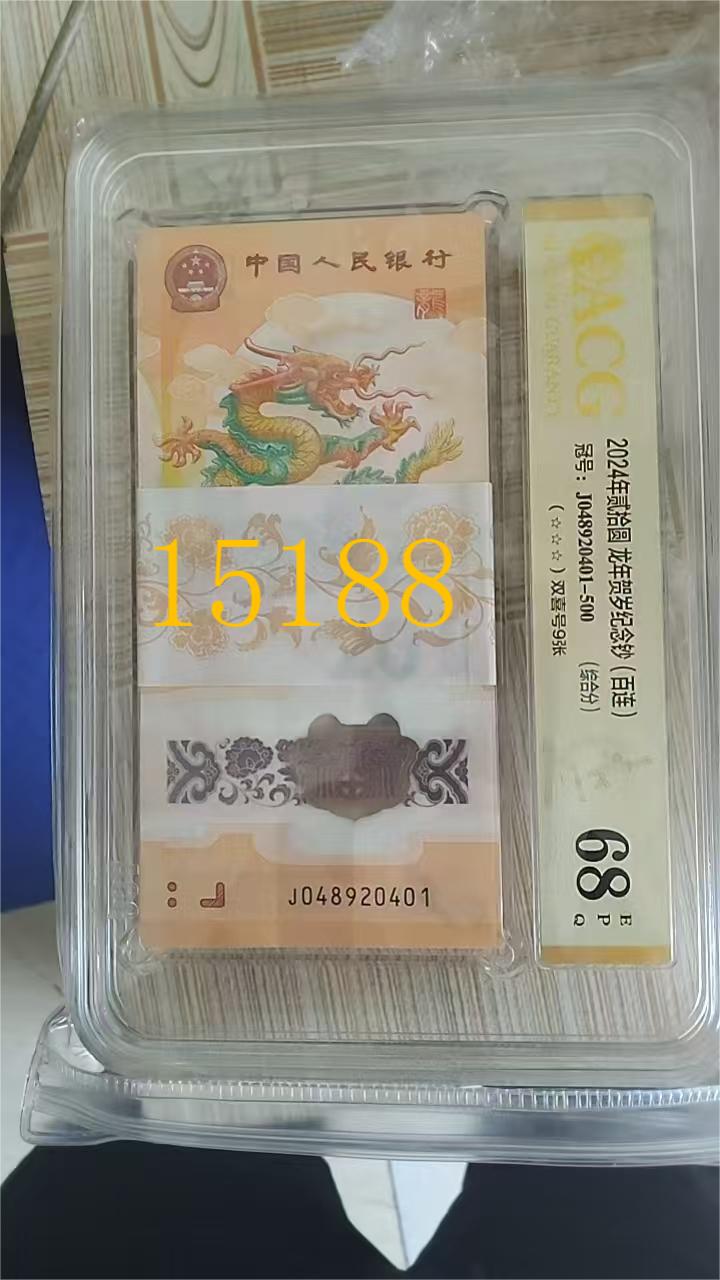 中国人民银行
15188
J048920401
ACG
2024年贰拾圆 龙年贺岁纪念钞（百连）
冠号：J048920401-500 （综合分）
（☆☆☆）双喜号9张
68
E
P
Q